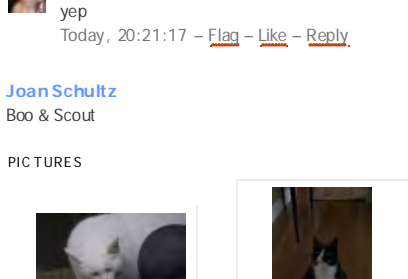 yep
Today, 20:21:17 – Flag – Like – Reply
Joan Schultz
Boo & Scout
PICTURES